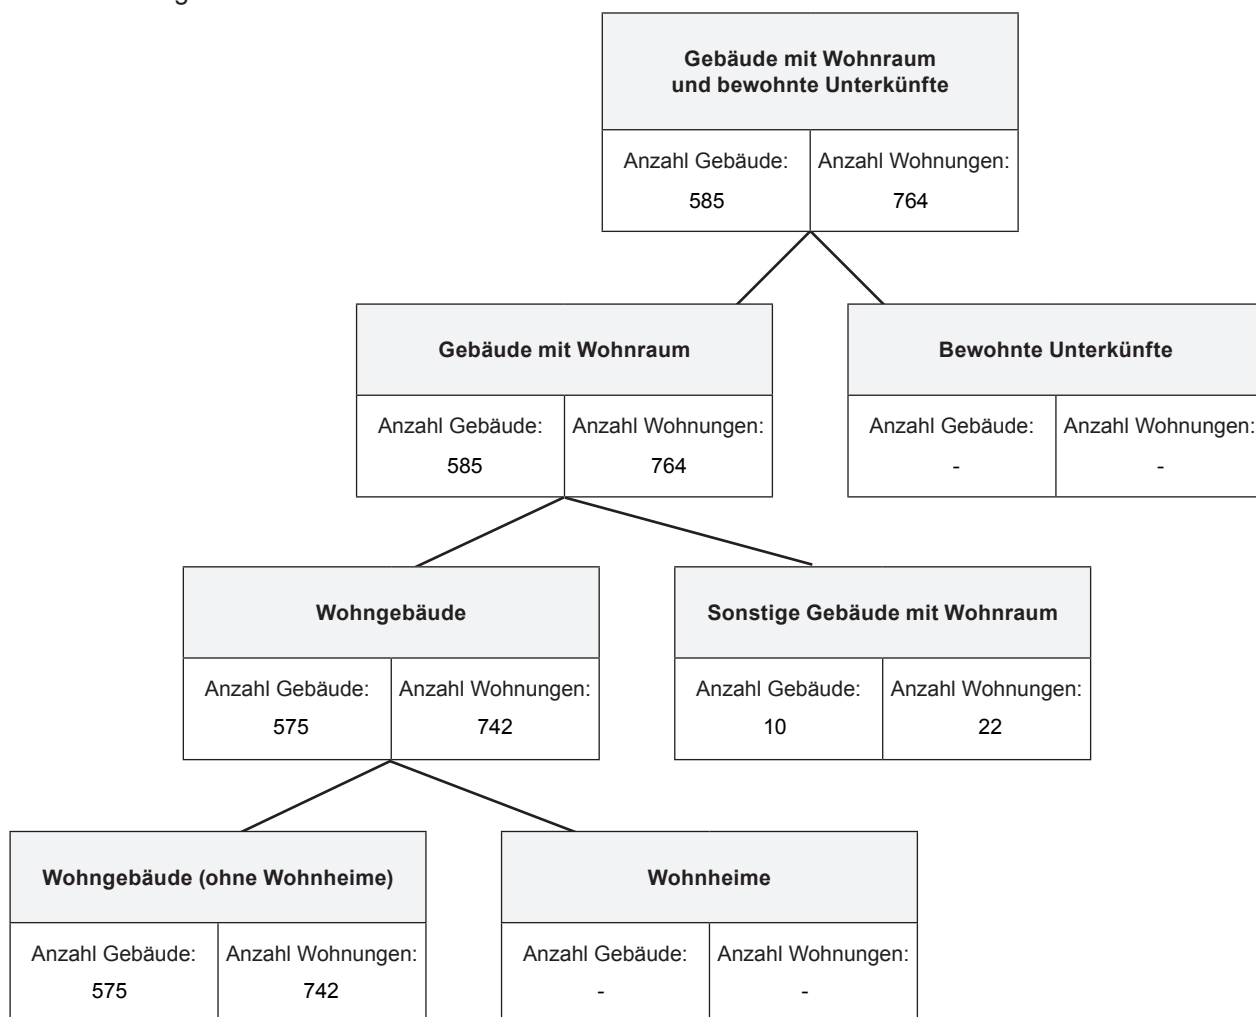 Gebäude mit Wohnraum
und bewohnte Unterkünfte
Anzahl Gebäude: Anzahl Wohnungen:
585 764
Gebäude mit Wohnraum Bewohnte Unterkünfte
Anzahl Gebäude: Anzahl Wohnungen: Anzahl Gebäude: Anzahl Wohnungen:
585 764 - -
Wohngebäude Sonstige Gebäude mit Wohnraum
Anzahl Gebäude: Anzahl Wohnungen: Anzahl Gebäude: Anzahl Wohnungen:
575 742 10 22
Wohngebäude (ohne Wohnheime) Wohnheime
Anzahl Gebäude: Anzahl Wohnungen: Anzahl Gebäude: Anzahl Wohnungen:
575 742 - -